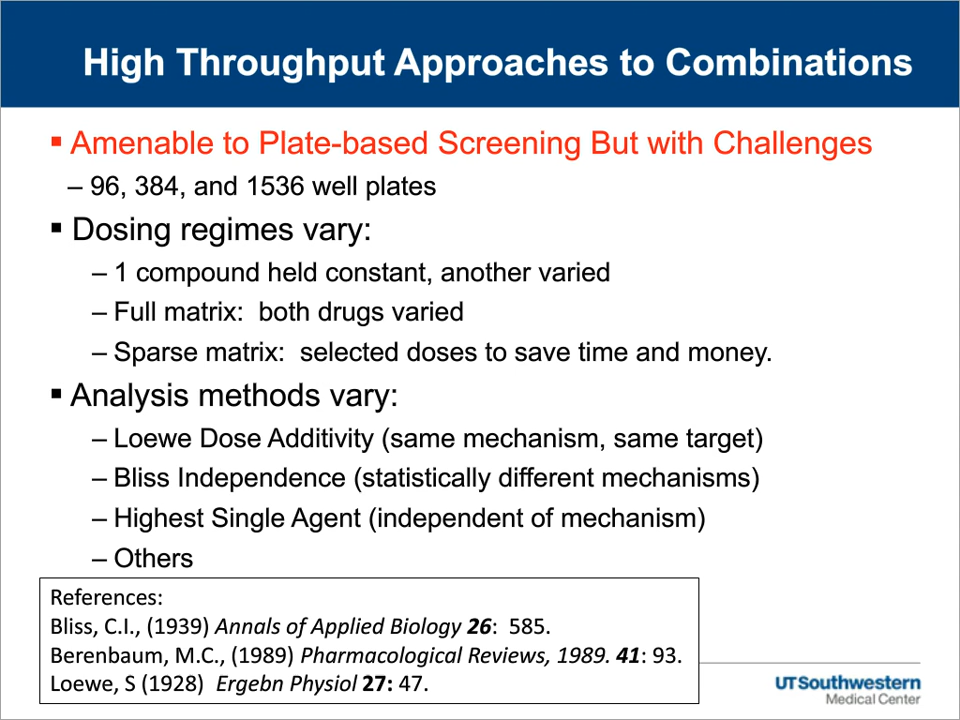 High Throughput Approaches to Combinations
▪ Amenable to Plate-based Screening But with Challenges
– 96, 384, and 1536 well plates
▪ Dosing regimes vary:
– 1 compound held constant, another varied
– Full matrix:  both drugs varied
– Sparse matrix:  selected doses to save time and money.
▪ Analysis methods vary:
– Loewe Dose Additivity (same mechanism, same target)
– Bliss Independence (statistically different mechanisms)
– Highest Single Agent (independent of mechanism)
– Others
References:
Bliss, C.I., (1939) Annals of Applied Biology 26:  585.
Berenbaum, M.C., (1989) Pharmacological Reviews, 1989. 41: 93.
Loewe, S (1928)  Ergebn Physiol 27: 47.
UTSouthwestern
Medical Center